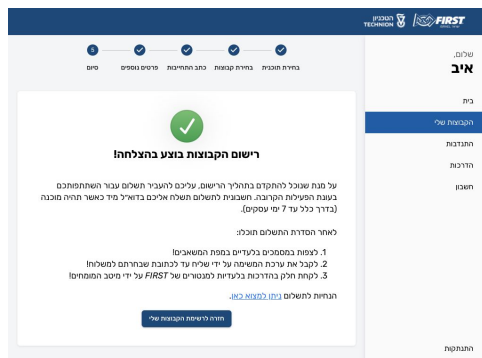 הטכניון
TECHNION
FIRST
שלום,
איב
בית
הקבוצות שלי
התנדבות
הדרכות
חשבון
התנתקות
בחירת תוכנית
בחירת קבוצות
כתב התחייבות
פרטים נוספים
5
סיום
רישום הקבוצות בוצע בהצלחה!
על מנת שנוכל להתקדם בתהליך הרישום, עליכם להעביר תשלום עבור השתתפותכם
בעונת הפעילות הקרובה. חשבונית לתשלום תשלח אליכם בדוא״ל מיד כאשר תהיה מוכנה
(בדרך כלל עד 7 ימי עסקים).
לאחר הסדרת התשלום תוכלו:
1. לצפות במסמכים בלעדיים במפת המשאבים!
2. לקבל את ערכת המשימה על ידי שליח עד לכתובת שבחרתם למשלוח!
3. לקחת חלק בהדרכות בלעדיות למנטורים של FIRST על ידי מיטב המומחים!
הנחיות לתשלום ניתן למצוא כאן.
חזרה לרשימת הקבוצות שלי